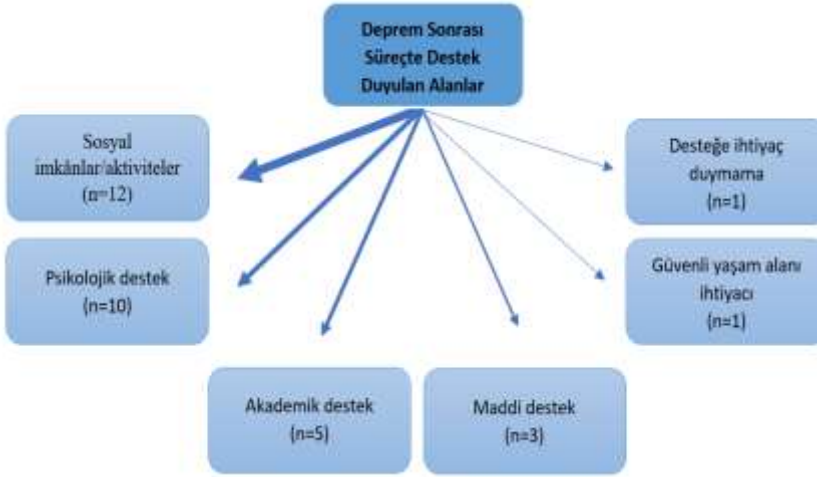 Deprem Sonrası
Süreçte Destek
Duyulan Alanlar
Sosyal
imkânlar/aktiviteler
(n=12)
Psikolojik destek
(n=10)
Akademik destek
(n=5)
Maddi destek
(n=3)
Güvenli yaşam alanı
ihtiyacı
(n=1)
Desteğe ihtiyaç
duymama
(n=1)